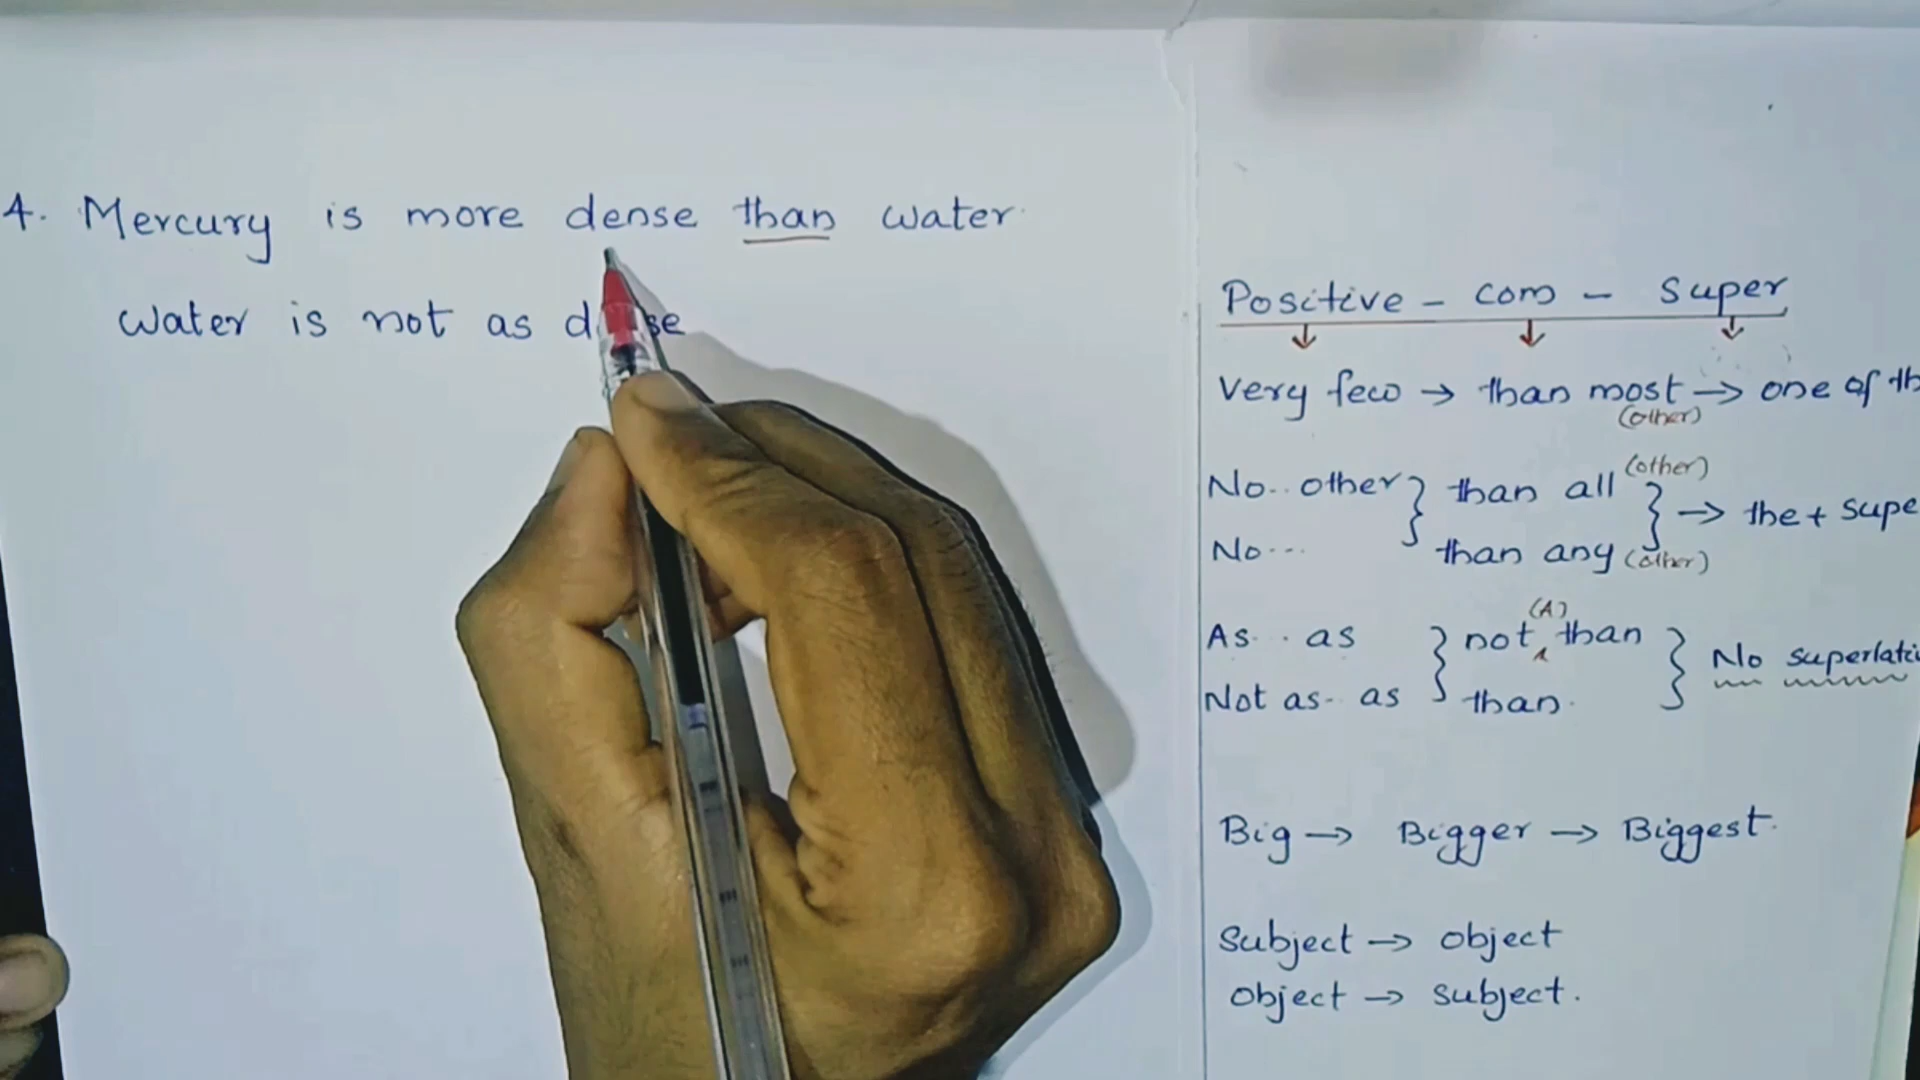 4. Mercury is more dense than water.
Water is not as dense
Positive - com - Super
Very few → than most → one of
(other)
No.. other } than all (other) } → the +
No... than any (other)
(A)
As.. as } not ʌ than } No
Not as.. as than.
Big → Bigger → Biggest.
Subject → object
Object → subject.